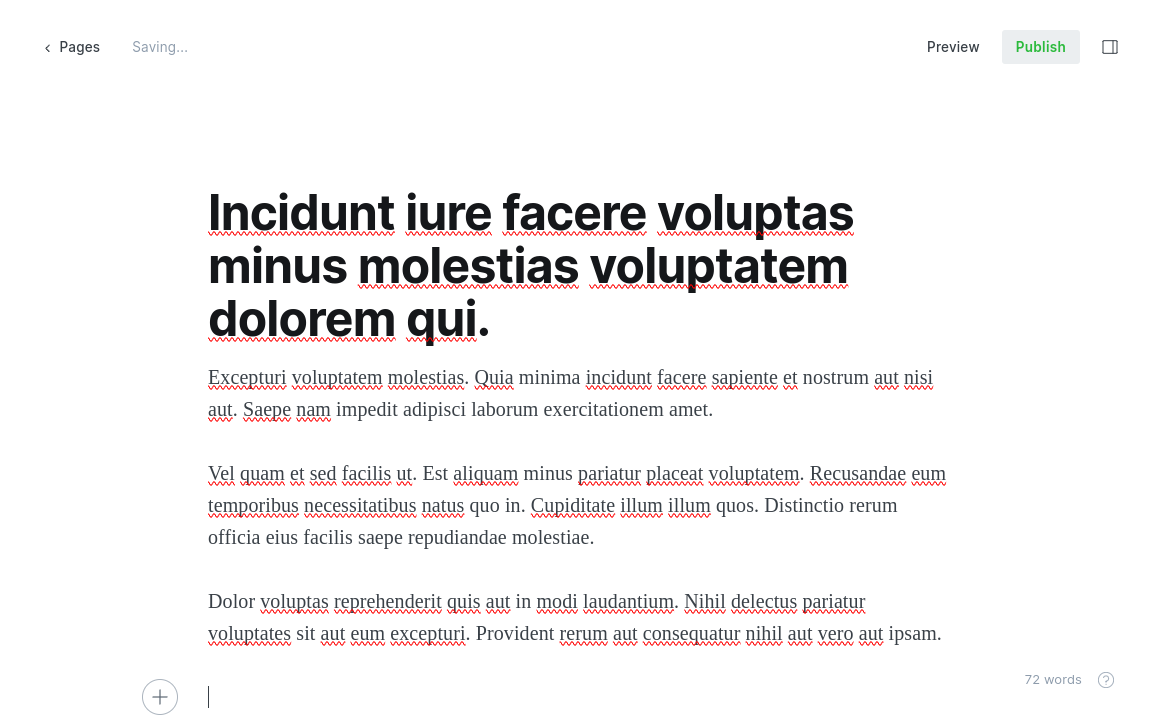 Pages
Saving...
Preview
Publish
Incidunt iure facere voluptas
minus molestias voluptatem
dolorem qui.
Excepturi voluptatem molestias. Quia minima incidunt facere sapiente et nostrum aut nisi
aut. Saepe nam impedit adipisci laborum exercitationem amet.
Vel quam et sed facilis ut. Est aliquam minus pariatur placeat voluptatem. Recusandae eum
temporibus necessitatibus natus quo in. Cupiditate illum illum quos. Distinctio rerum
officia eius facilis saepe repudiandae molestiae.
Dolor voluptas reprehenderit quis aut in modi laudantium. Nihil delectus pariatur
voluptates sit aut eum excepturi. Provident rerum aut consequatur nihil aut vero aut ipsam.
72 words